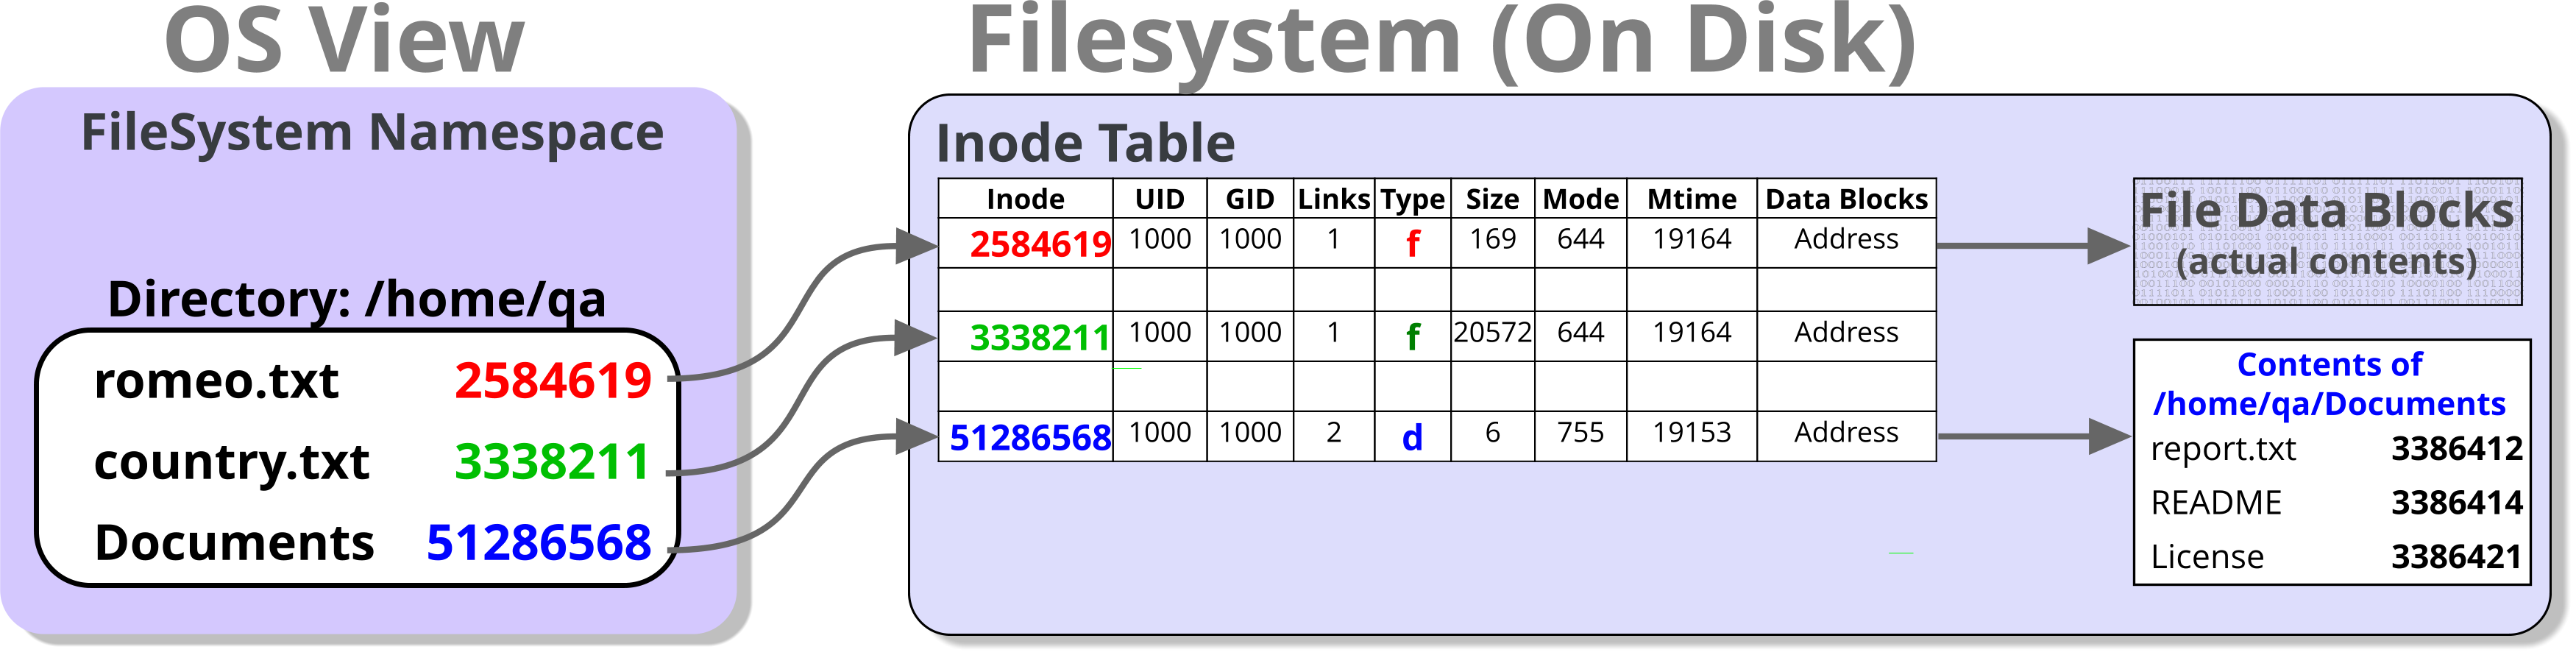 OS View
FileSystem Namespace
Directory: /home/qa
romeo.txt 2584619
country.txt 3338211
Documents 51286568
Filesystem (On Disk)
Inode Table
Inode UID GID Links Type Size Mode Mtime Data Blocks
2584619 1000 1000 1 f 169 644 19164 Address
3338211 1000 1000 1 f 20572 644 19164 Address
51286568 1000 1000 2 d 6 755 19153 Address
File Data Blocks
(actual contents)
Contents of
/home/qa/Documents
report.txt 3386412
README 3386414
License 3386421